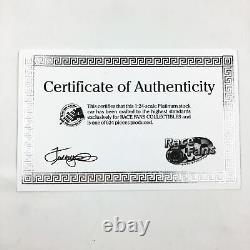 Certificate of Authenticity
This certifies that this 1:24-scale Platinum stock
car has been crafted to the highest standards
exclusively for RACE FANS COLLECTIBLES and
is one of 624 pieces produced.
Race
Fans